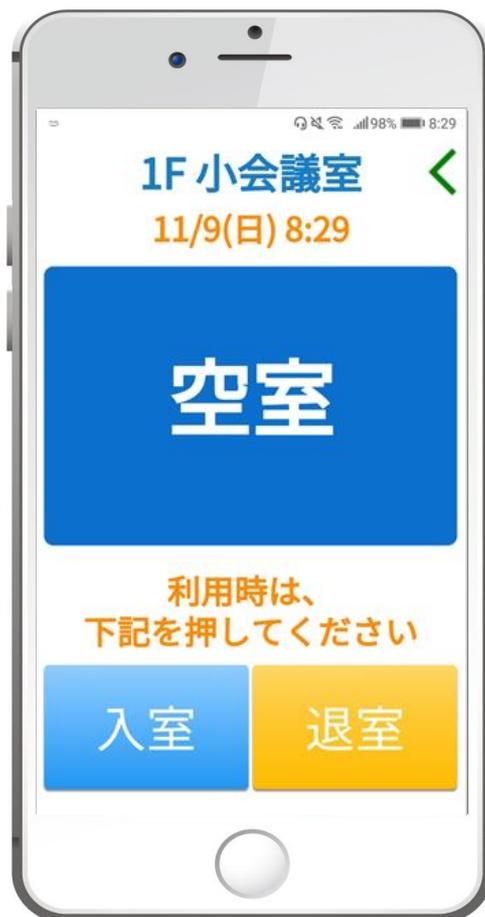 98% 8:29
1F 小会議室
11/9(日) 8:29
空室
利用時は、
下記を押してください
入室 退室